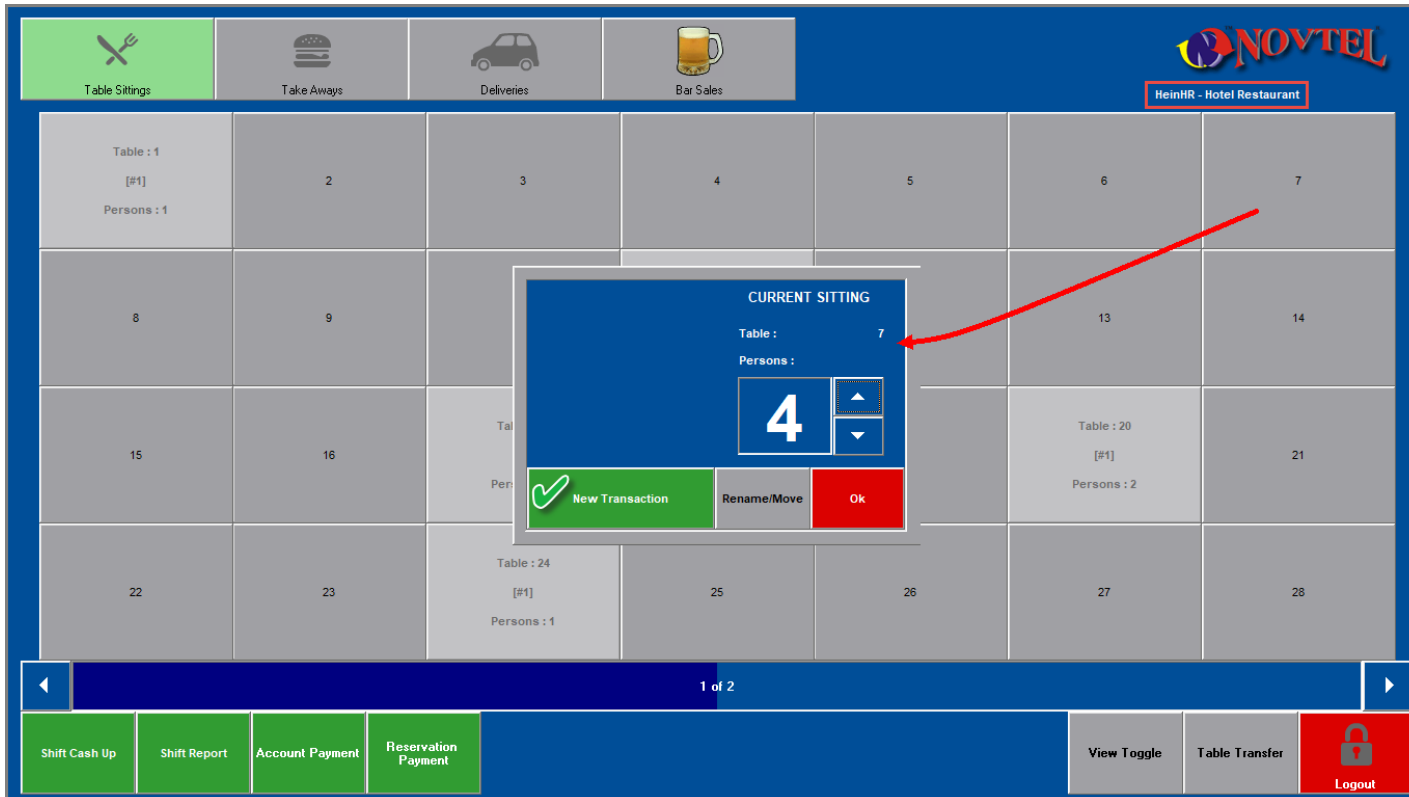 NOVTEL
Table Sittings
Take Aways
Deliveries
Bar Sales
HeinHR - Hotel Restaurant
Table : 1
[#1]
Persons : 1
2
3
4
5
6
7
8
9
13
14
CURRENT SITTING
Table : 7
Persons :
4
New Transaction
Rename/Move
Ok
15
16
Table : 20
[#1]
Persons : 2
21
22
23
Table : 24
[#1]
Persons : 1
25
26
27
28
1 of 2
Shift Cash Up
Shift Report
Account Payment
Reservation
Payment
View Toggle
Table Transfer
Logout